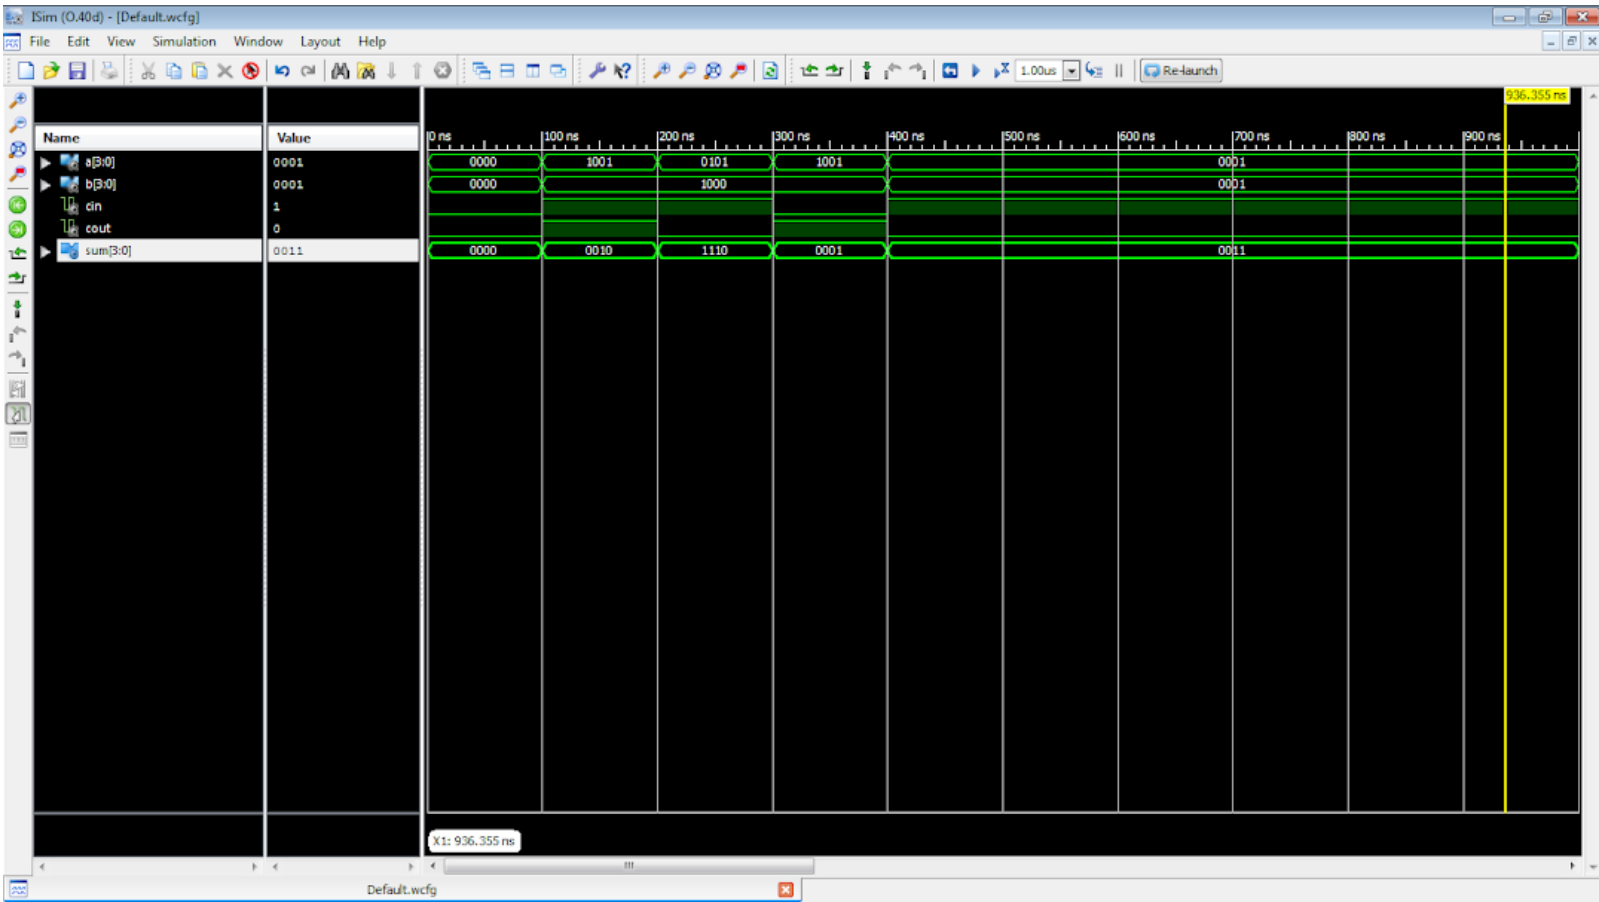 ISim (O.40d) - [Default.wcfg]
File Edit View Simulation Window Layout Help
1.00us Re-launch
936.355 ns
Name Value 0 ns 100 ns 200 ns 300 ns 400 ns 500 ns 600 ns 700 ns 800 ns 900 ns
a[3:0] 0001 0000 1001 0101 1001 0001
b[3:0] 0001 0000 1000 0001
cin 1
cout 0
sum[3:0] 0011 0000 0010 1110 0001 0011
X1: 936.355 ns
Default.wcfg